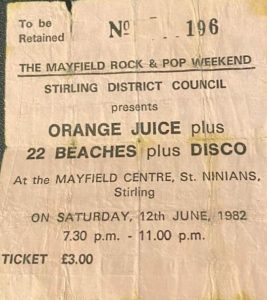 To be Nº 196
Retained
THE MAYFIELD ROCK & POP WEEKEND
STIRLING DISTRICT COUNCIL
presents
ORANGE JUICE plus
22 BEACHES plus DISCO
At the MAYFIELD CENTRE, St. NINIANS,
Stirling
ON SATURDAY, 12th JUNE, 1982
7.30 p.m. - 11.00 p.m.
TICKET £3.00